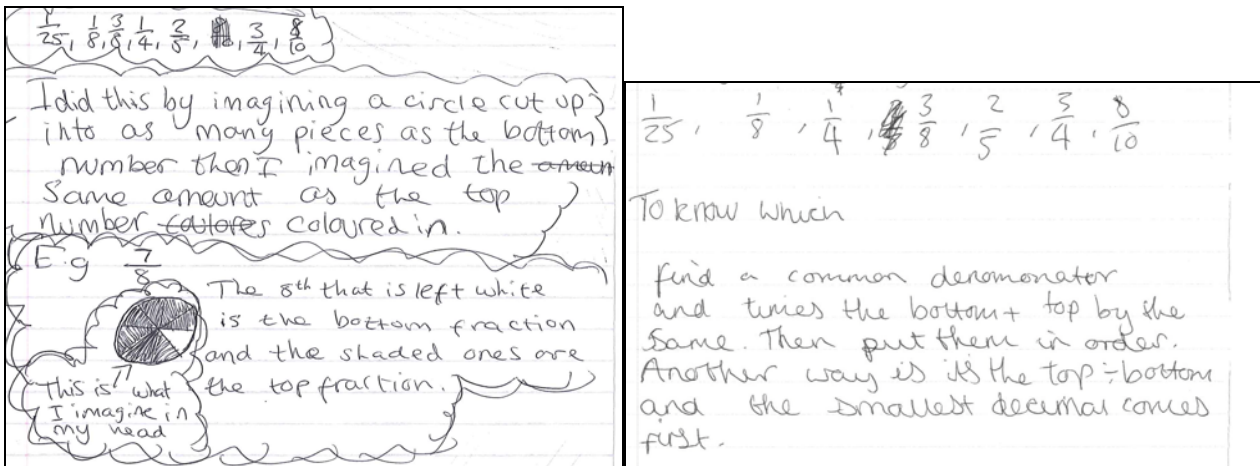 1/25, 1/8, 3/8, 1/4, 2/5, 3/4, 8/10
I did this by imagining a circle cut up
into as many pieces as the bottom
number then I imagined the
Same amount as the top
number coloured in.
E.g 7/8
The 8th that is left white
is the bottom fraction
and the shaded ones are
the top fraction.
This is what
I imagine in
my head
1/25, 1/8, 1/4, 3/8, 2/5, 3/4, 8/10
To know which
find a common denomonator
and times the bottom + top by the
same. Then put them in order.
Another way is its the top ÷ bottom
and the smallest decimal comes
first.